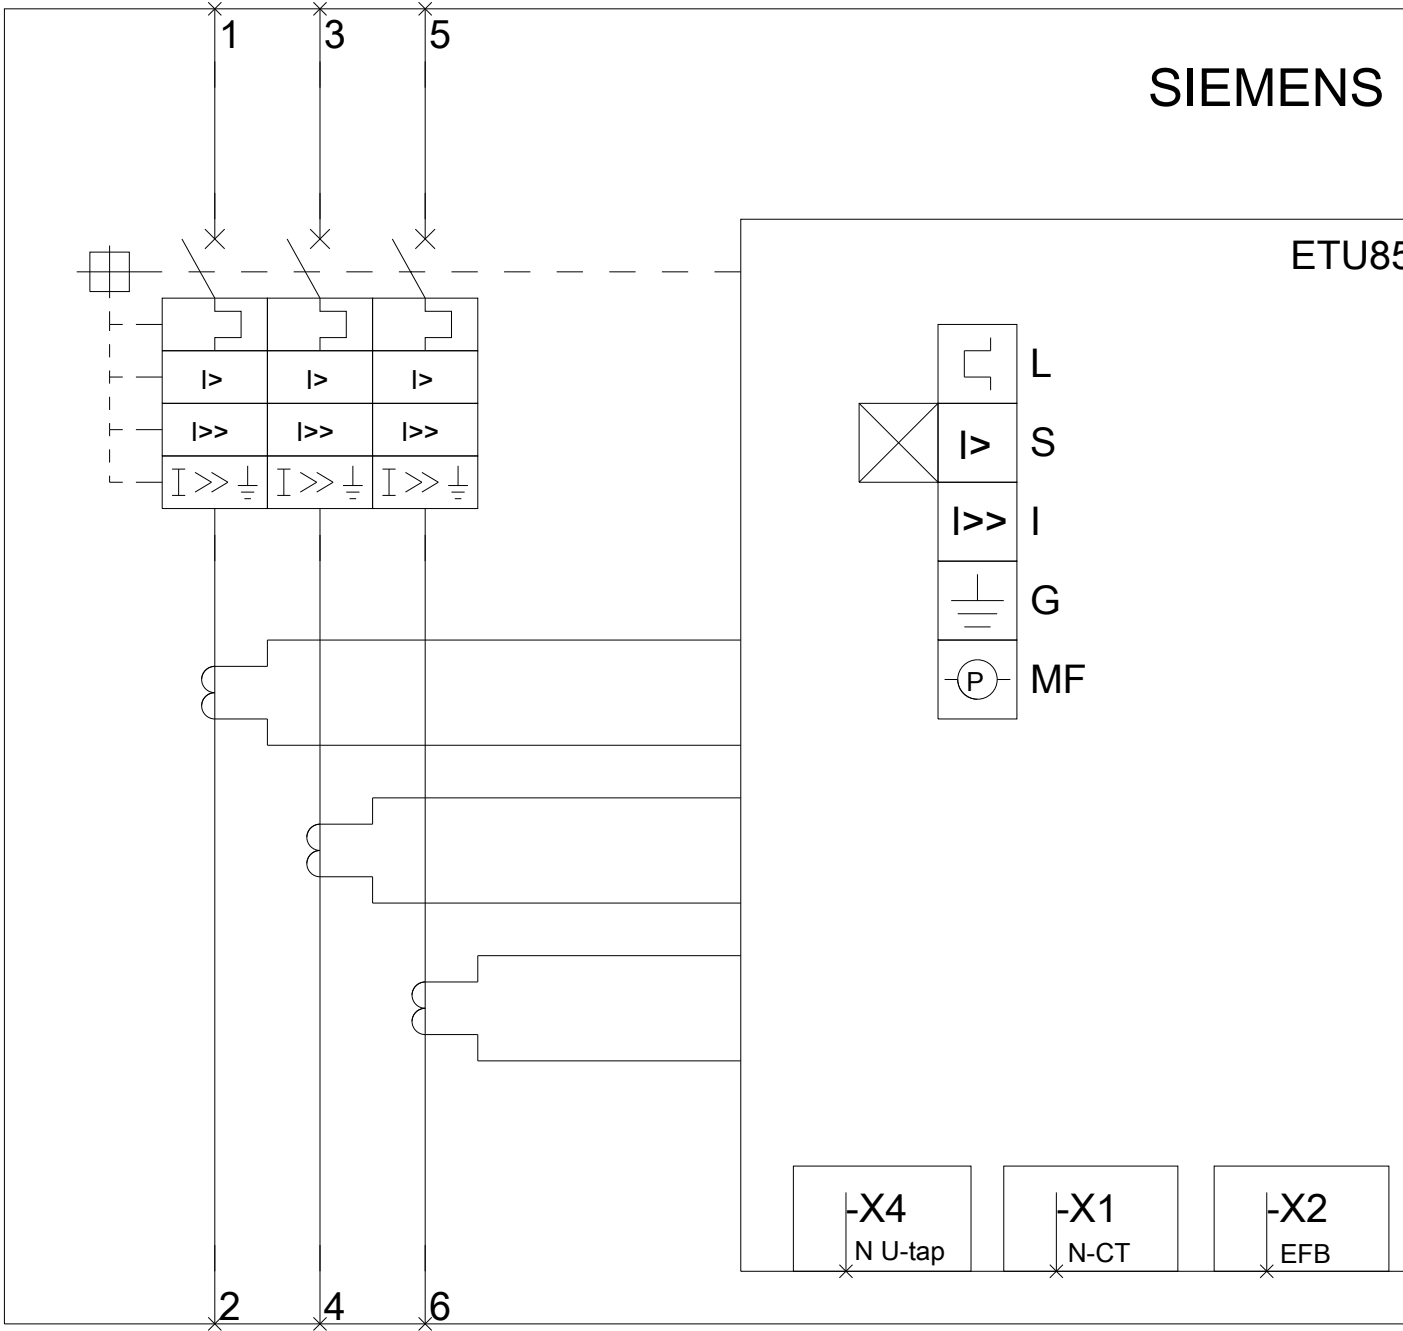 1 3 5
SIEMENS
ETU85
L
I> I> I> I> S
I>> I>> I>> I>> I
I>> I>> I>> G
P MF
-X4 -X1 -X2
N U-tap N-CT EFB
2 4 6